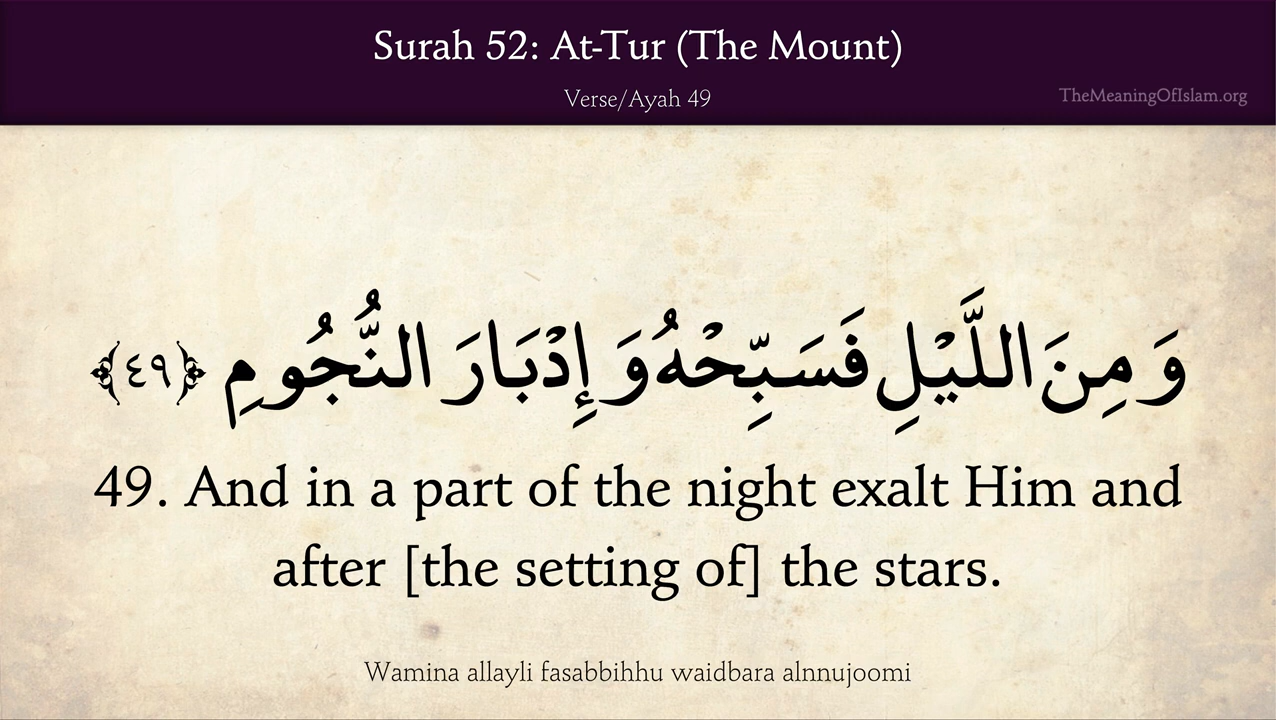 Surah 52: At-Tur (The Mount)
Verse/Ayah 49
TheMeaningOfIslam.org
وَ مِنَ اللَّيْلِ فَسَبِّحْهُ وَ إِدْبَارَ النُّجُومِ ﴿٤٩﴾
49. And in a part of the night exalt Him and
after [the setting of] the stars.
Wamina allayli fasabbihhu waidbara alnnujoomi